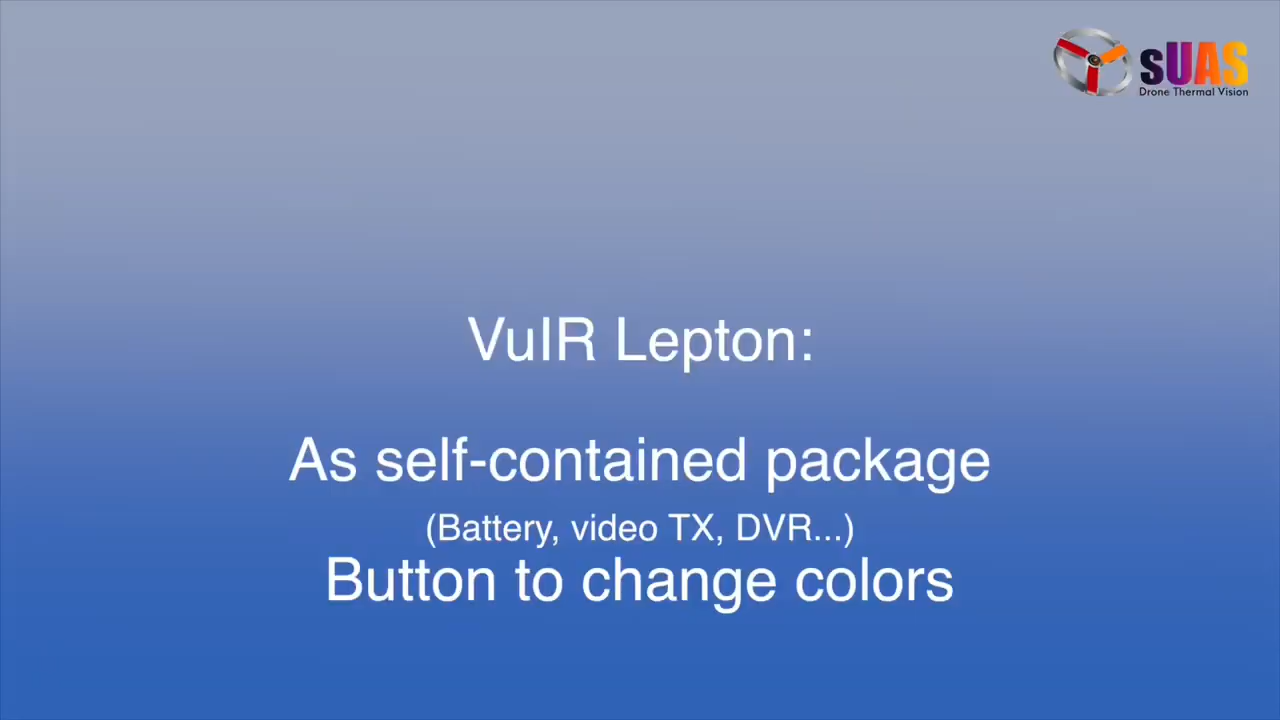 sUAS
Drone Thermal Vision
VuIR Lepton:
As self-contained package
(Battery, video TX, DVR...)
Button to change colors